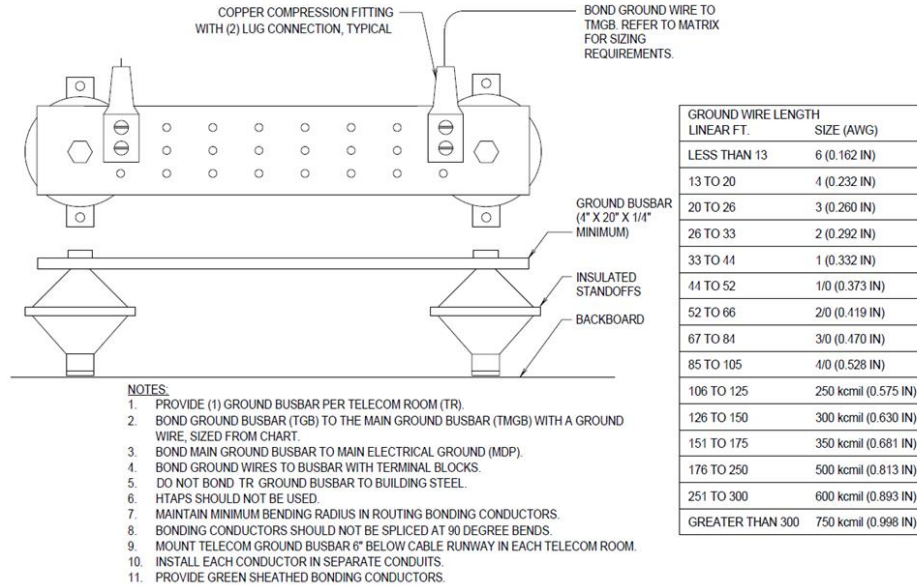 COPPER COMPRESSION FITTING
WITH (2) LUG CONNECTION, TYPICAL
BOND GROUND WIRE TO
TMGB. REFER TO MATRIX
FOR SIZING
REQUIREMENTS.
GROUND BUSBAR
(4" X 20" X 1/4"
MINIMUM)
INSULATED
STANDOFFS
BACKBOARD
GROUND WIRE LENGTH
LINEAR FT. SIZE (AWG)
LESS THAN 13 6 (0.162 IN)
13 TO 20 4 (0.232 IN)
20 TO 26 3 (0.260 IN)
26 TO 33 2 (0.292 IN)
33 TO 44 1 (0.332 IN)
44 TO 52 1/0 (0.373 IN)
52 TO 66 2/0 (0.419 IN)
67 TO 84 3/0 (0.470 IN)
85 TO 105 4/0 (0.528 IN)
106 TO 125 250 kcmil (0.575 IN)
126 TO 150 300 kcmil (0.630 IN)
151 TO 175 350 kcmil (0.681 IN)
176 TO 250 500 kcmil (0.813 IN)
251 TO 300 600 kcmil (0.893 IN)
GREATER THAN 300 750 kcmil (0.998 IN)
NOTES:
1. PROVIDE (1) GROUND BUSBAR PER TELECOM ROOM (TR).
2. BOND GROUND BUSBAR (TGB) TO THE MAIN GROUND BUSBAR (TMGB) WITH A GROUND
WIRE, SIZED FROM CHART.
3. BOND MAIN GROUND BUSBAR TO MAIN ELECTRICAL GROUND (MDP).
4. BOND GROUND WIRES TO BUSBAR WITH TERMINAL BLOCKS.
5. DO NOT BOND TR GROUND BUSBAR TO BUILDING STEEL.
6. HTAPS SHOULD NOT BE USED.
7. MAINTAIN MINIMUM BENDING RADIUS IN ROUTING BONDING CONDUCTORS.
8. BONDING CONDUCTORS SHOULD NOT BE SPLICED AT 90 DEGREE BENDS.
9. MOUNT TELECOM GROUND BUSBAR 6" BELOW CABLE RUNWAY IN EACH TELECOM ROOM.
10. INSTALL EACH CONDUCTOR IN SEPARATE CONDUITS.
11. PROVIDE GREEN SHEATHED BONDING CONDUCTORS.